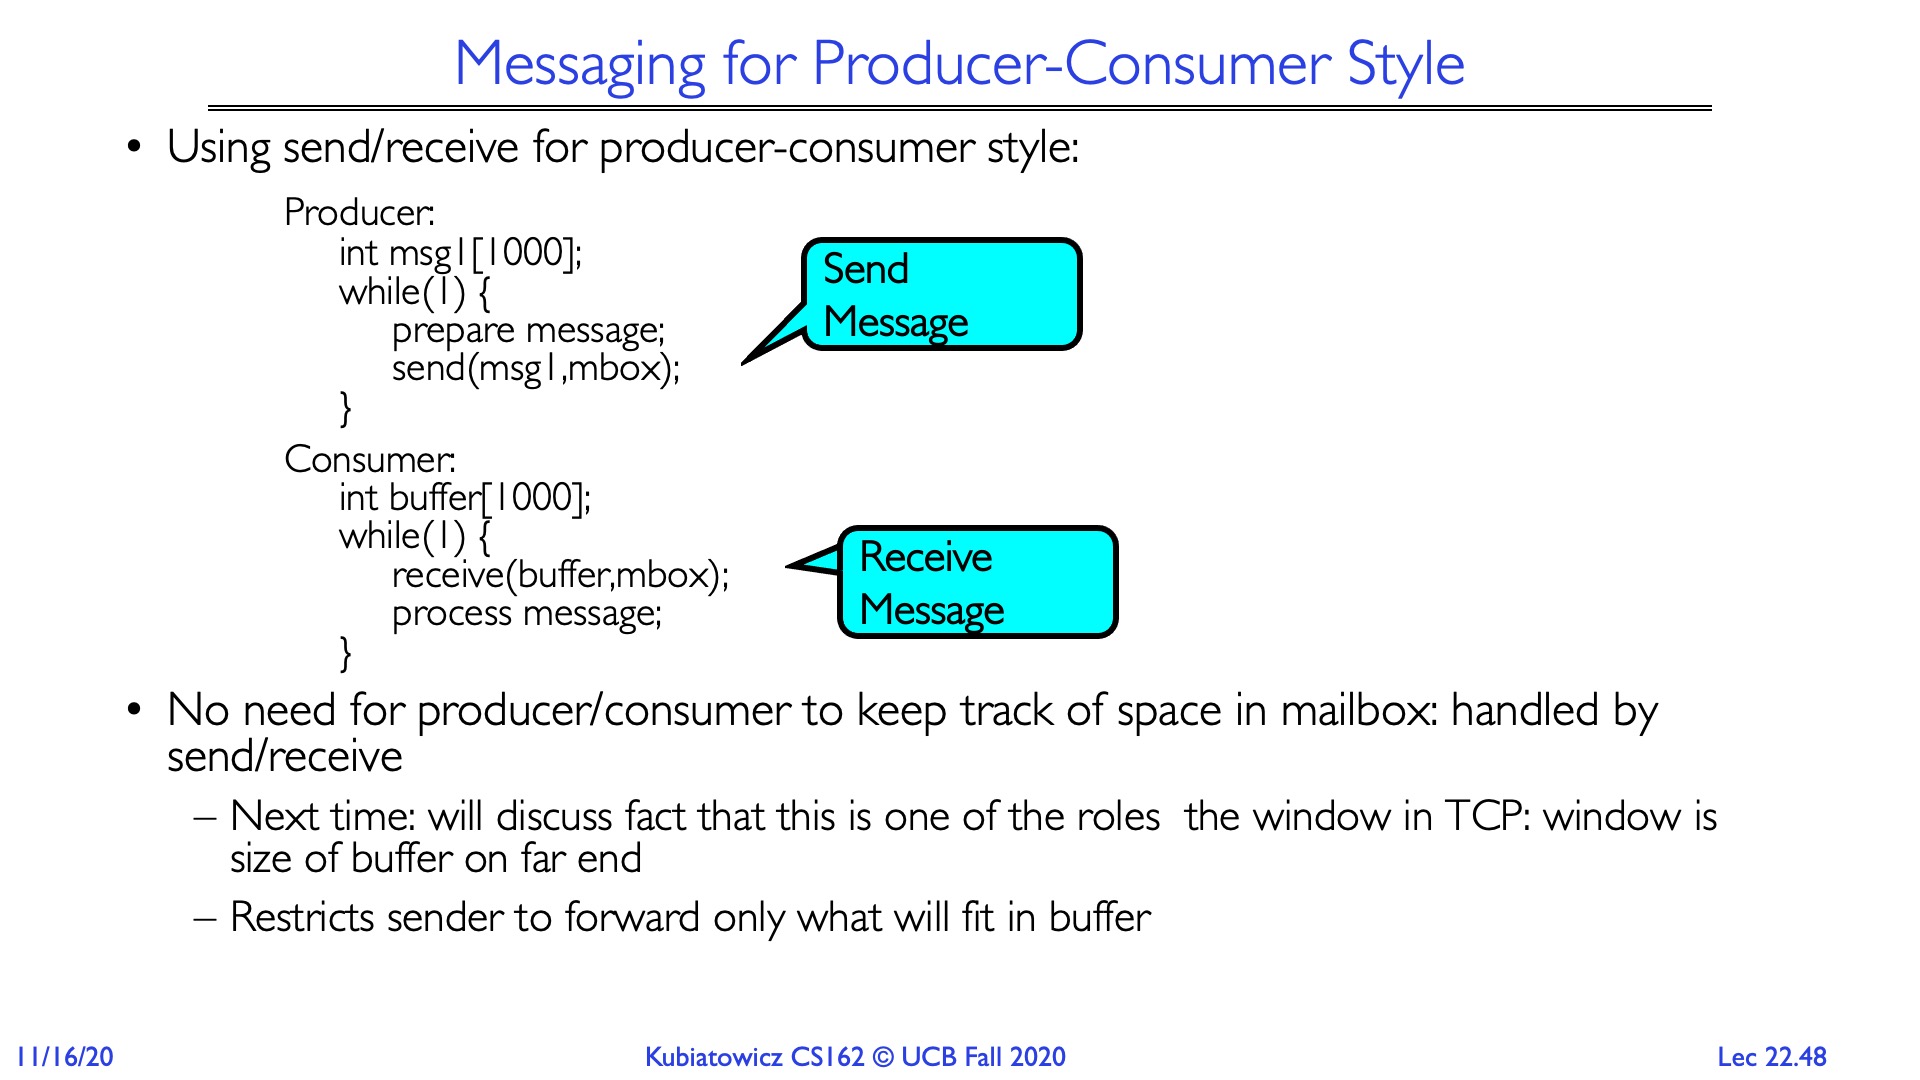 Messaging for Producer-Consumer Style
• Using send/receive for producer-consumer style:
Producer:
int msg1[1000];
while(1) {
prepare message;
send(msg1,mbox);
}
Send
Message
Consumer:
int buffer[1000];
while(1) {
receive(buffer,mbox);
process message;
}
Receive
Message
• No need for producer/consumer to keep track of space in mailbox: handled by
send/receive
– Next time: will discuss fact that this is one of the roles  the window in TCP: window is
size of buffer on far end
– Restricts sender to forward only what will fit in buffer
11/16/20
Kubiatowicz CS162 © UCB Fall 2020
Lec 22.48